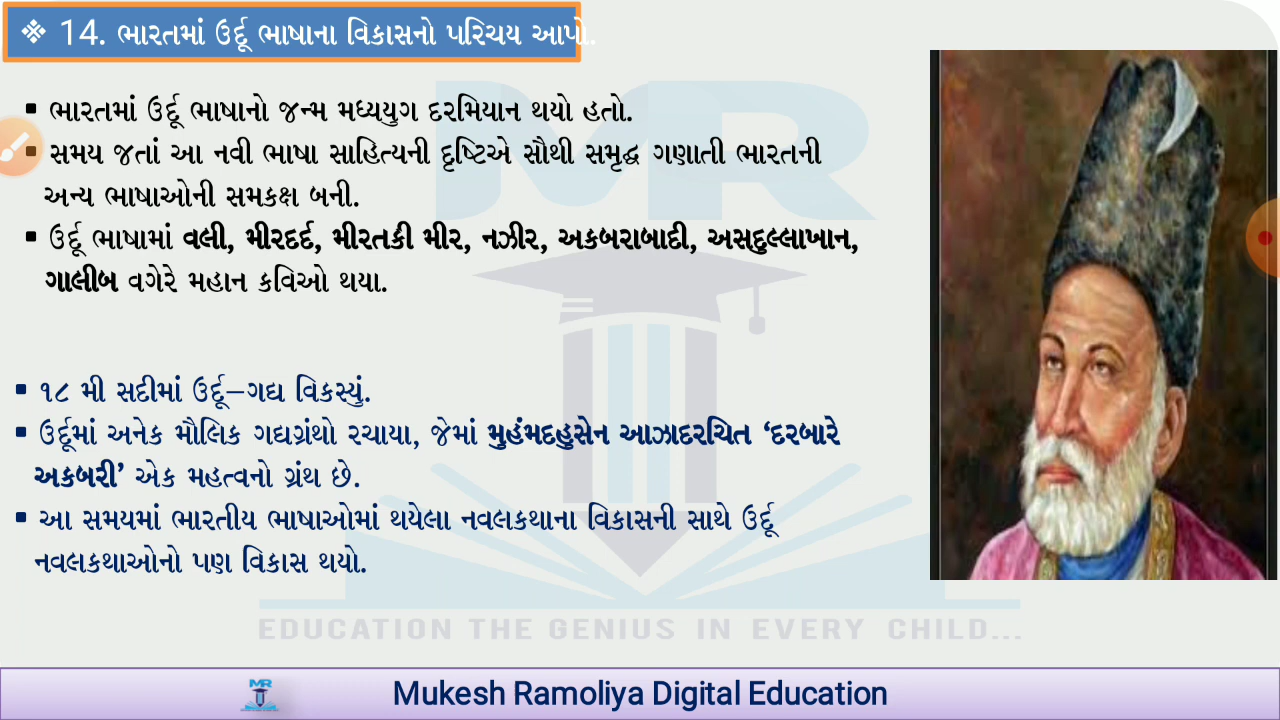 ❖ 14. ભારતમાં ઉર્દૂ ભાષાના વિકાસનો પરિચય આપો.
▪ ભારતમાં ઉર્દૂ ભાષાનો જન્મ મધ્યયુગ દરમિયાન થયો હતો.
▪ સમય જતાં આ નવી ભાષા સાહિત્યની દૃષ્ટિએ સૌથી સમૃદ્ધ ગણાતી ભારતની
અન્ય ભાષાઓની સમકક્ષ બની.
▪ ઉર્દૂ ભાષામાં વલી, મીરદર્દ, મીરતકી મીર, નઝીર, અકબરાબાદી, અસદુલ્લાખાન,
ગાલીબ વગેરે મહાન કવિઓ થયા.
▪ ૧૮ મી સદીમાં ઉર્દૂ–ગદ્ય વિકસ્યું.
▪ ઉર્દૂમાં અનેક મૌલિક ગદ્યગ્રંથો રચાયા, જેમાં મુહંમદહુસેન આઝાદરચિત ‘દરબારે
અકબરી’ એક મહત્વનો ગ્રંથ છે.
▪ આ સમયમાં ભારતીય ભાષાઓમાં થયેલા નવલકથાના વિકાસની સાથે ઉર્દૂ
નવલકથાઓનો પણ વિકાસ થયો.
MR
EDUCATION THE GENIUS IN EVERY CHILD...
MR
Mukesh Ramoliya Digital Education